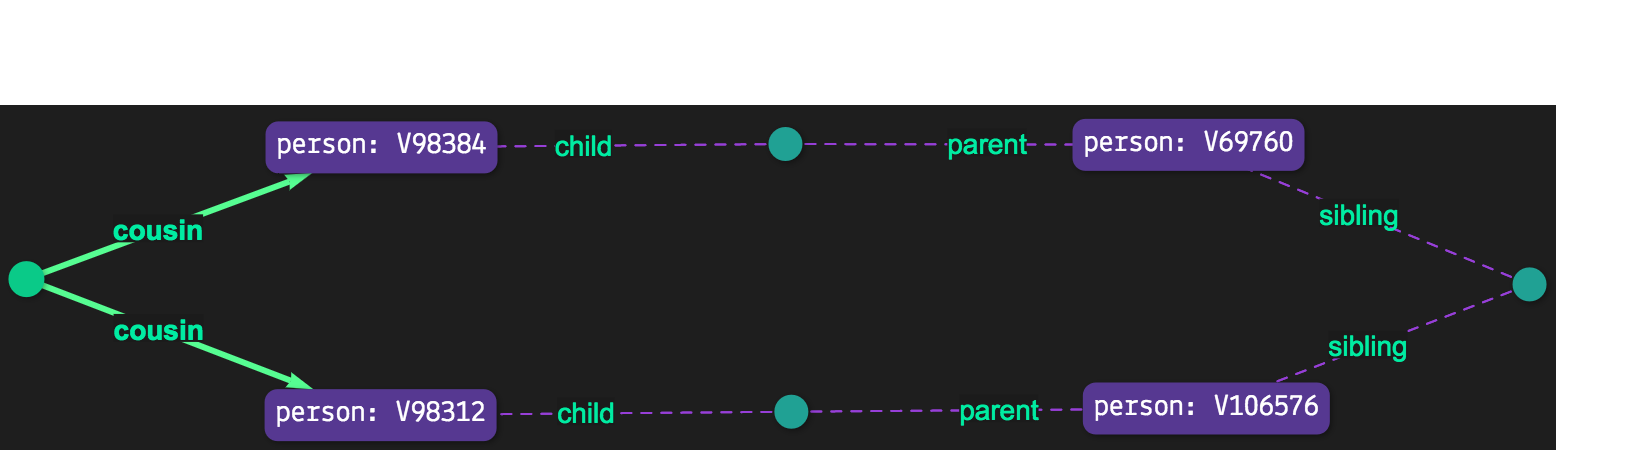 person: V98384
child
parent
person: V69760
cousin
sibling
cousin
sibling
person: V98312
child
parent
person: V106576